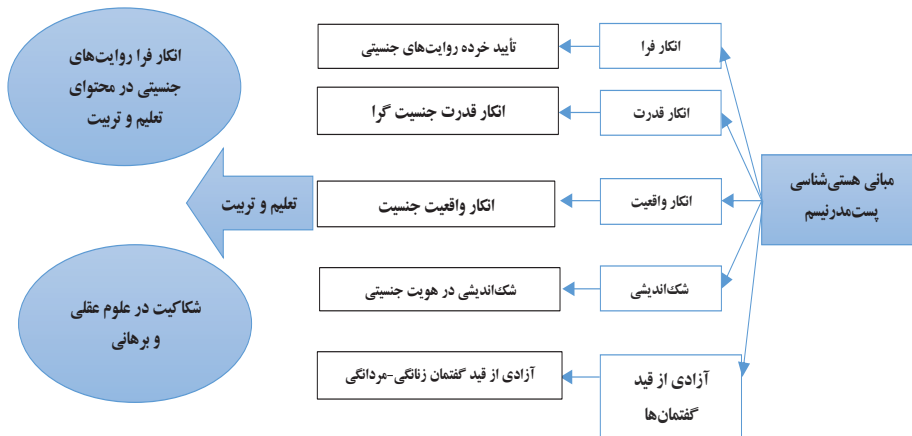 مبانی هستی‌شناسی
پست‌مدرنیسم
انکار فرا
تأیید خرده روایت‌های جنسیتی
انکار قدرت
انکار قدرت جنسیت گرا
انکار واقعیت
انکار واقعیت جنسیت
شک‌اندیشی
شک‌اندیشی در هویت جنسیتی
آزادی از قید
گفتمان‌ها
آزادی از قید گفتمان زنانگی-مردانگی
تعلیم و تربیت
انکار فرا روایت‌های
جنسیتی در محتوای
تعلیم و تربیت
شکاکیت در علوم عقلی
و برهانی